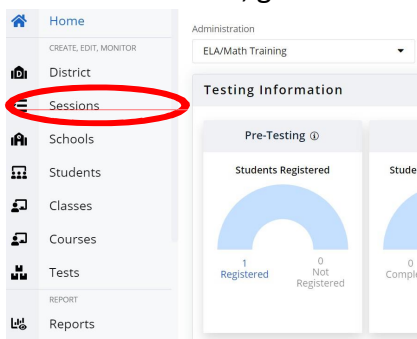 Home
CREATE, EDIT, MONITOR
District
Sessions
Schools
Students
Classes
Courses
Tests
REPORT
Reports
Administration
ELA/Math Training
Testing Information
Pre-Testing
Students Registered
1
Registered
0
Not
Registered
0